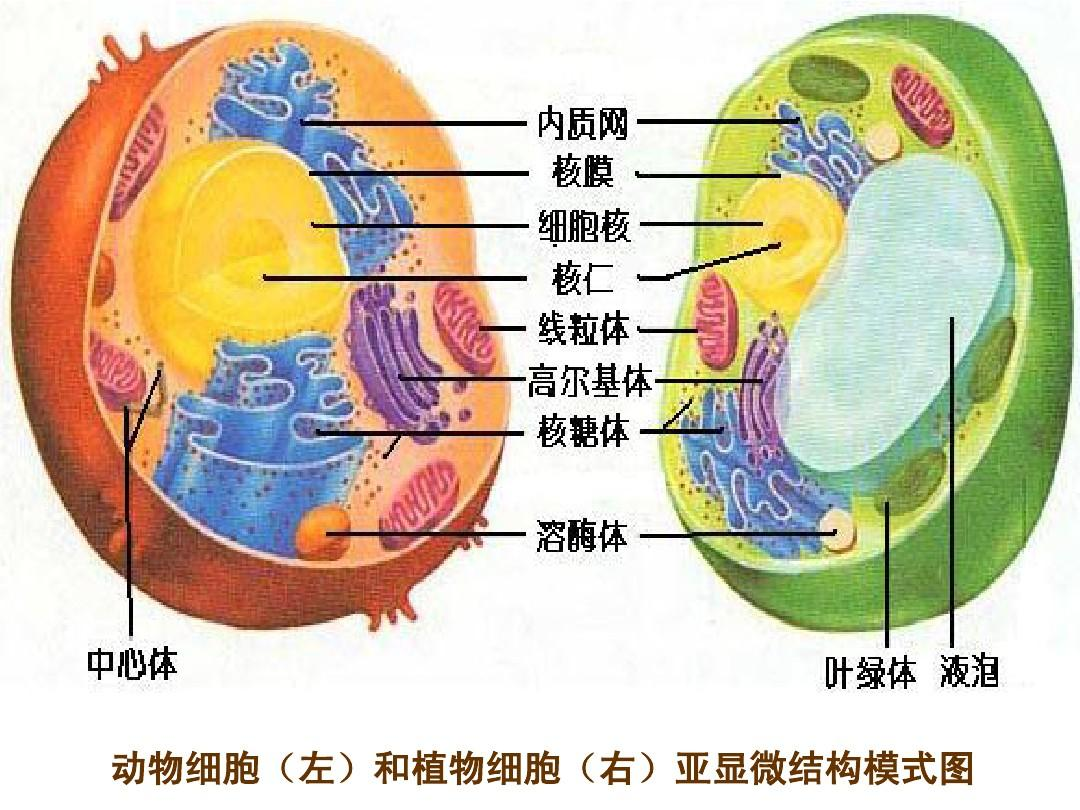 内质网
核膜
细胞核
核仁
线粒体
高尔基体
核糖体
溶酶体
中心体
叶绿体 液泡
动物细胞（左）和植物细胞（右）亚显微结构模式图